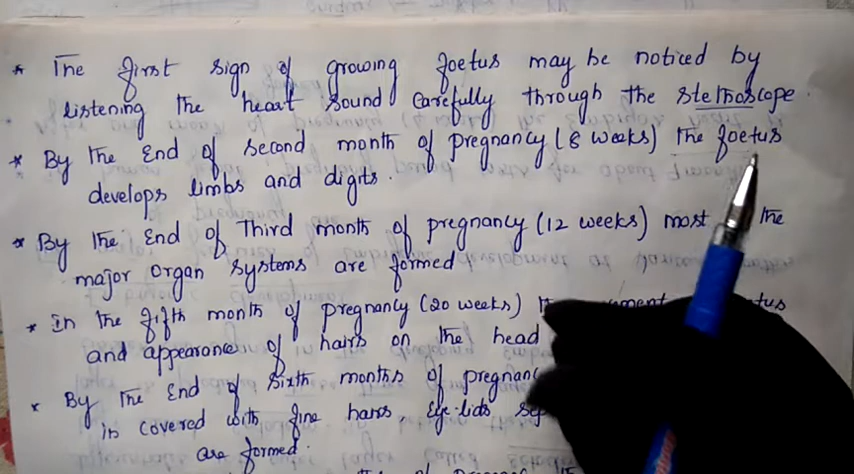 * The first sign of growing foetus may be noticed by
listening the heart sound carefully through the stethoscope.
* By the End of second month of pregnancy (8 weeks) the foetus
develops limbs and digits.
* By the End of Third month of pregnancy (12 weeks) most the
major organ systems are formed
* In the fifth month of pregnancy (20 weeks)
and appearance of hairs on the head
* By the End of sixth months of
in covered with fine hairs. Eye-lids
are formed.